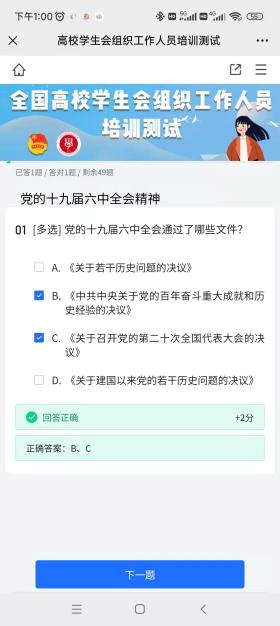 下午1:00
55
高校学生会组织工作人员培训测试
全国高校学生会组织工作人员
培训测试
已答1题 / 答对1题 / 剩余49题
党的十九届六中全会精神
01 [多选] 党的十九届六中全会通过了哪些文件?
A. 《关于若干历史问题的决议》
B. 《中共中央关于党的百年奋斗重大成就和历
史经验的决议》
C. 《关于召开党的第二十次全国代表大会的决
议》
D. 《关于建国以来党的若干历史问题的决议》
回答正确 +2分
正确答案: B、C
下一题